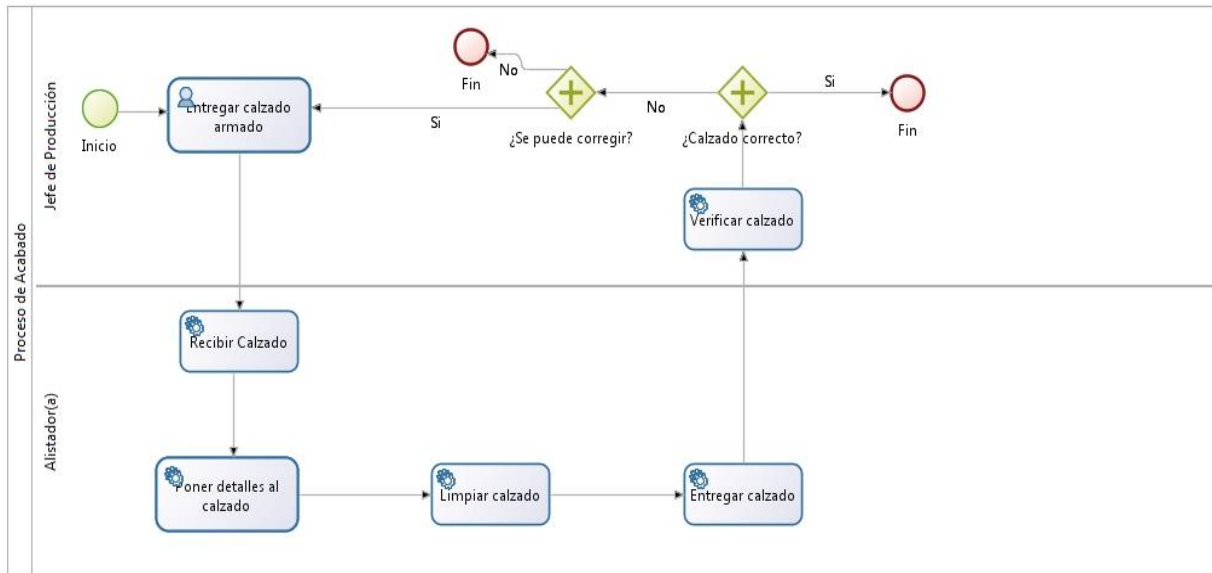 Proceso de Acabado
Jefe de Producción
Inicio
Entregar calzado
armado
Fin
No
Si
¿Se puede corregir?
No
¿Calzado correcto?
Si
Fin
Verificar calzado
Alistador(a)
Recibir Calzado
Poner detalles al
calzado
Limpiar calzado
Entregar calzado